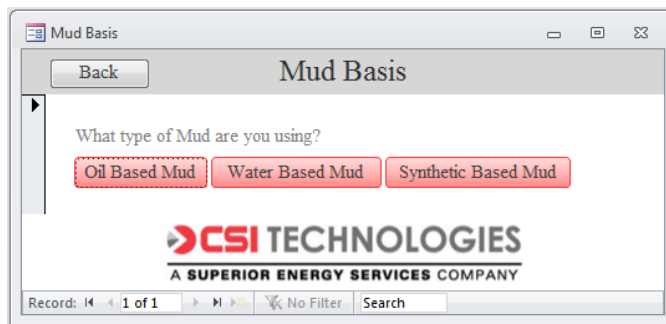 Mud Basis
Back Mud Basis
What type of Mud are you using?
Oil Based Mud Water Based Mud Synthetic Based Mud
CSI TECHNOLOGIES
A SUPERIOR ENERGY SERVICES COMPANY
Record: 1 of 1 No Filter Search